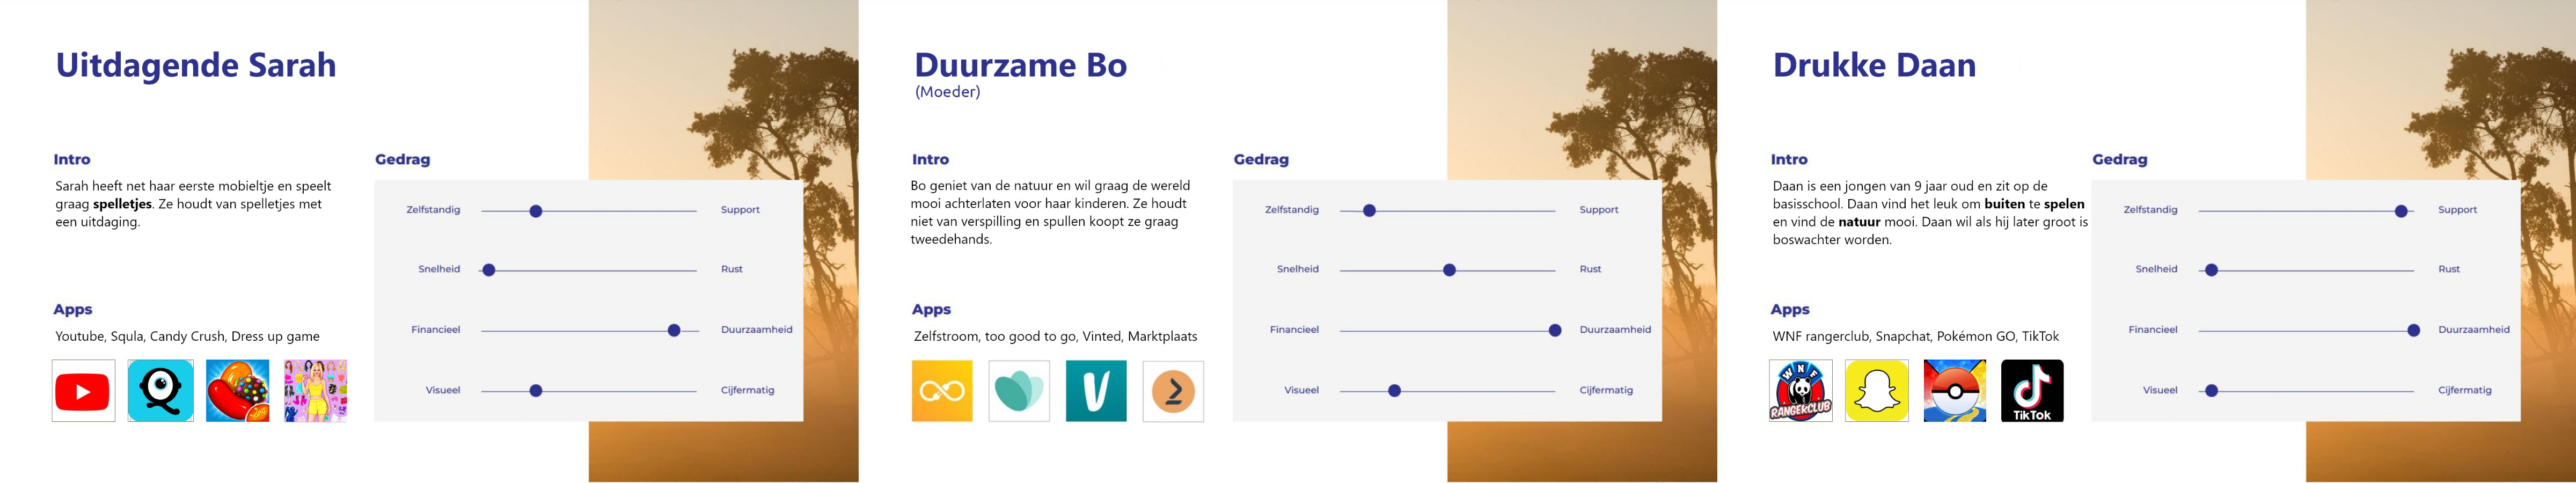 Uitdagende Sarah
Intro
Sarah heeft net haar eerste mobieltje en speelt
graag spelletjes. Ze houdt van spelletjes met
een uitdaging.
Apps
Youtube, Squla, Candy Crush, Dress up game
Gedrag
Zelfstandig Support
Snelheid Rust
Financieel Duurzaamheid
Visueel Cijfermatig
Duurzame Bo
(Moeder)
Intro
Bo geniet van de natuur en wil graag de wereld
mooi achterlaten voor haar kinderen. Ze houdt
niet van verspilling en spullen koopt ze graag
tweedehands.
Apps
Zelfstroom, too good to go, Vinted, Marktplaats
Gedrag
Zelfstandig Support
Snelheid Rust
Financieel Duurzaamheid
Visueel Cijfermatig
Drukke Daan
Intro
Daan is een jongen van 9 jaar oud en zit op de
basisschool. Daan vind het leuk om buiten te spelen
en vind de natuur mooi. Daan wil als hij later groot is
boswachter worden.
Apps
WNF rangerclub, Snapchat, Pokémon GO, TikTok
WNF
RANGERCLUB
TikTok
Gedrag
Zelfstandig Support
Snelheid Rust
Financieel Duurzaamheid
Visueel Cijfermatig